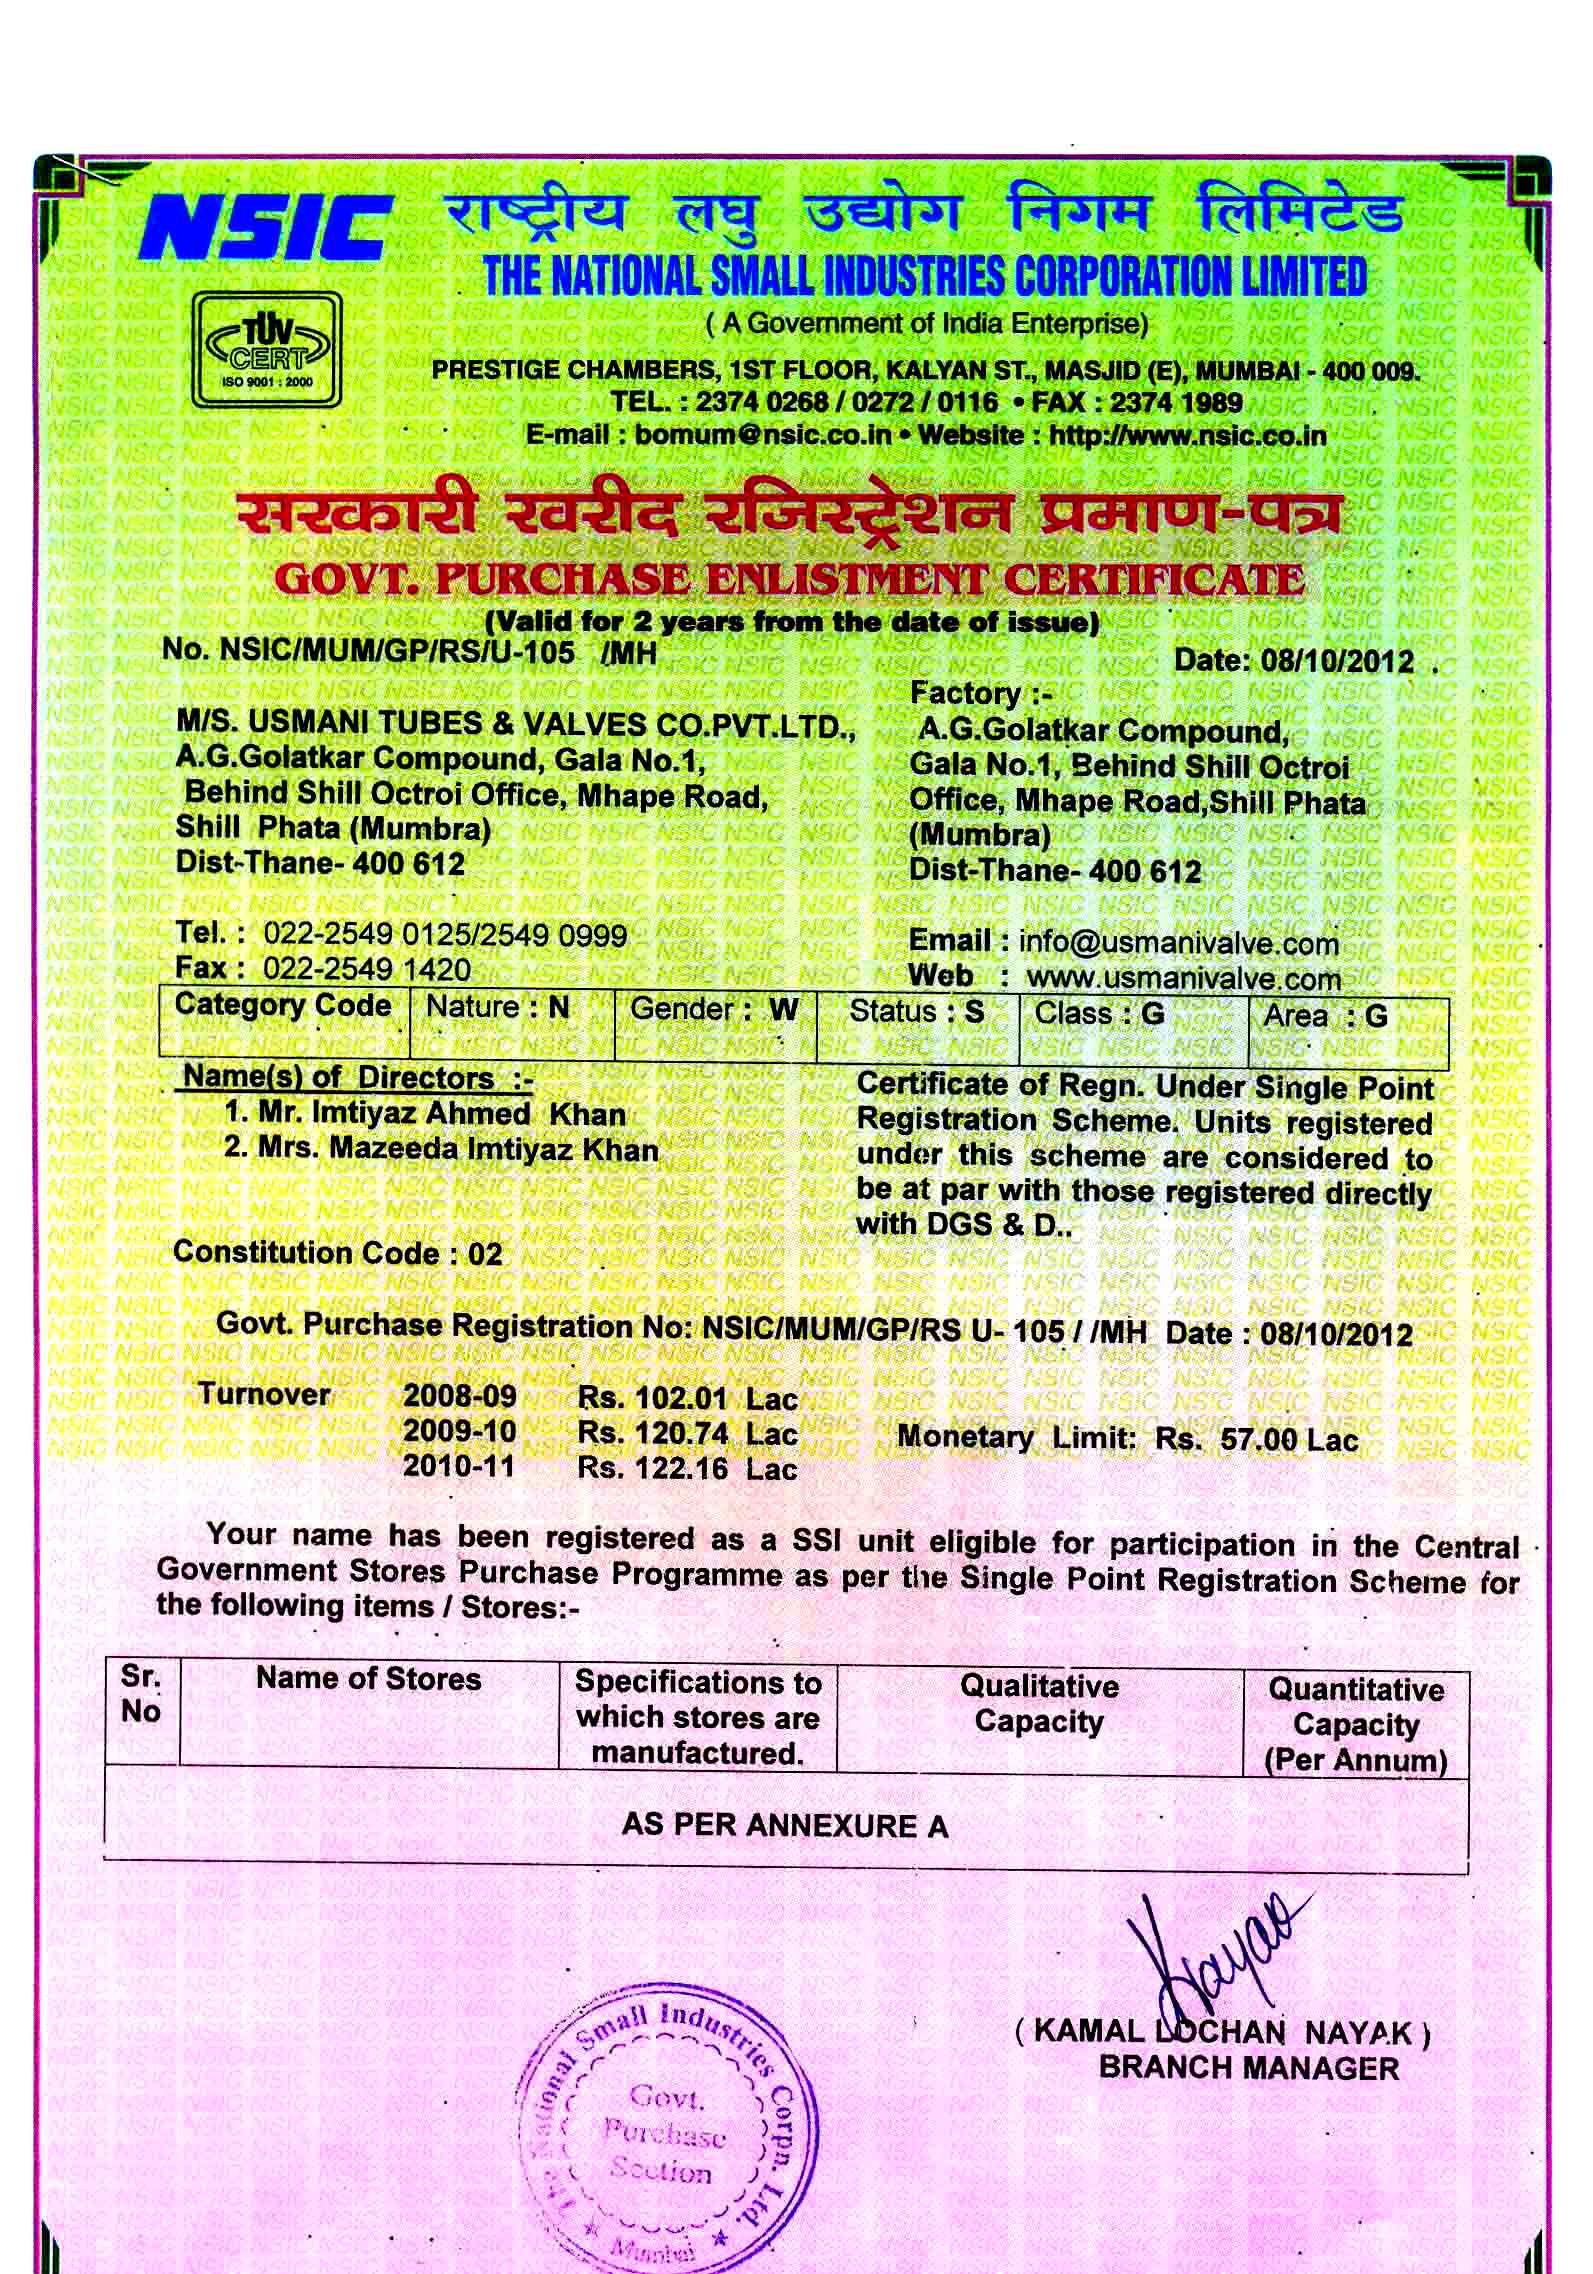 NSIC राष्ट्रीय लघु उद्योग निगम लिमिटेड
THE NATIONAL SMALL INDUSTRIES CORPORATION LIMITED
( A Government of India Enterprise)
TÜV
CERT
ISO 9001 : 2000
PRESTIGE CHAMBERS, 1ST FLOOR, KALYAN ST., MASJID (E), MUMBAI - 400 009.
TEL. : 2374 0268 / 0272 / 0116 • FAX : 2374 1989
E-mail : bomum@nsic.co.in • Website : http://www.nsic.co.in
सरकारी खरीद रजिस्ट्रेशन प्रमाण-पत्र
GOVT. PURCHASE ENLISTMENT CERTIFICATE
(Valid for 2 years from the date of issue)
No. NSIC/MUM/GP/RS/U-105 /MH
Date: 08/10/2012
M/S. USMANI TUBES & VALVES CO.PVT.LTD.,
A.G.Golatkar Compound, Gala No.1,
Behind Shill Octroi Office, Mhape Road,
Shill Phata (Mumbra)
Dist-Thane- 400 612
Factory :-
A.G.Golatkar Compound,
Gala No.1, Behind Shill Octroi
Office, Mhape Road,Shill Phata
(Mumbra)
Dist-Thane- 400 612
Tel. : 022-2549 0125/2549 0999
Fax : 022-2549 1420
Email : info@usmanivalve.com
Web : www.usmanivalve.com
Category Code Nature : N Gender : W Status : S Class : G Area : G
Name(s) of Directors :-
1. Mr. Imtiyaz Ahmed Khan
2. Mrs. Mazeeda Imtiyaz Khan
Certificate of Regn. Under Single Point
Registration Scheme. Units registered
under this scheme are considered to
be at par with those registered directly
with DGS & D..
Constitution Code : 02
Govt. Purchase Registration No: NSIC/MUM/GP/RS U- 105 / /MH Date : 08/10/2012
Turnover 2008-09 Rs. 102.01 Lac
2009-10 Rs. 120.74 Lac Monetary Limit: Rs. 57.00 Lac
2010-11 Rs. 122.16 Lac
Your name has been registered as a SSI unit eligible for participation in the Central
Government Stores Purchase Programme as per the Single Point Registration Scheme for
the following items / Stores:-
Sr.
No
Name of Stores
Specifications to
which stores are
manufactured.
Qualitative
Capacity
Quantitative
Capacity
(Per Annum)
AS PER ANNEXURE A
Knayak
( KAMAL LOCHAN NAYAK )
BRANCH MANAGER
The National Small Industries Corpn. Ltd.
Govt.
Purchase
Section
Mumbai